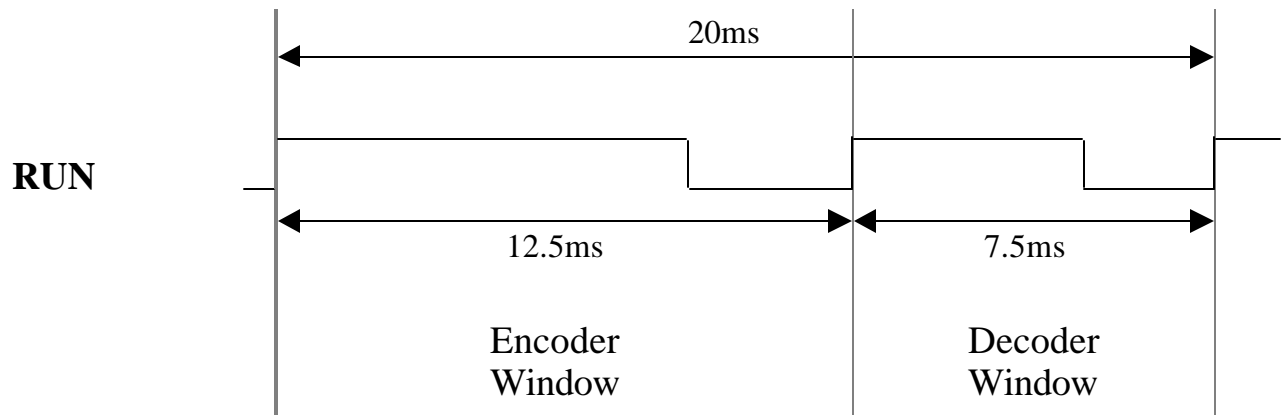 20ms
RUN
12.5ms
7.5ms
Encoder
Window
Decoder
Window